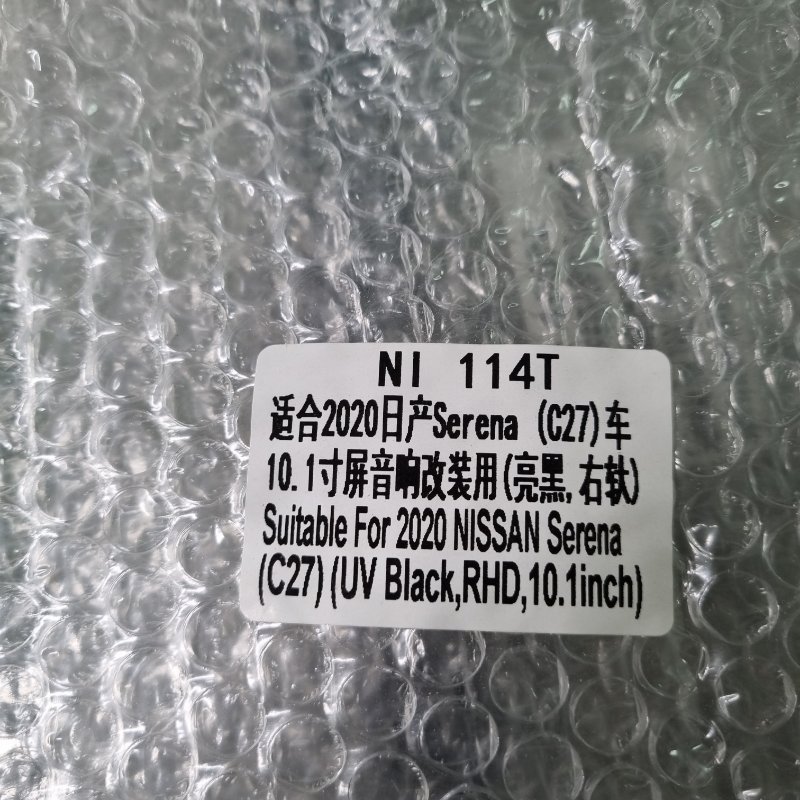 NI 114T
适合2020日产Serena (C27)车
10.1寸屏音响改装用(亮黑,右钛)
Suitable For 2020 NISSAN Serena
(C27)(UV Black,RHD,10.1inch)